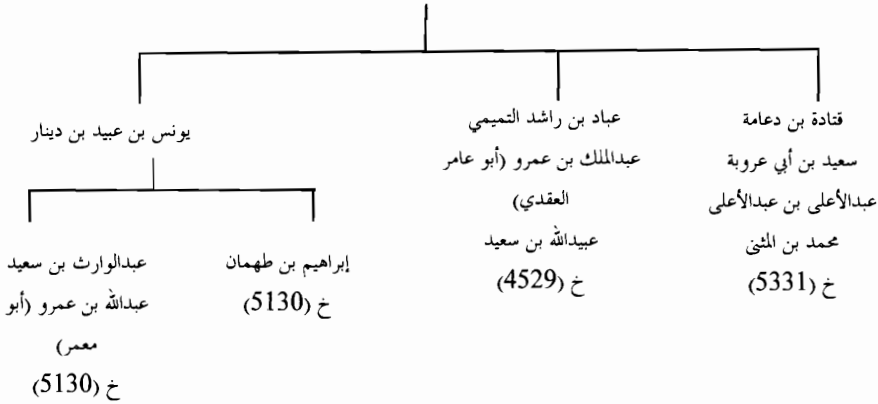 قتادة بن دعامة
سعيد بن أبي عروبة
عبدالأعلى بن عبدالأعلى
محمد بن المثنى
خ (5331)
عباد بن راشد التميمي
عبدالملك بن عمرو (أبو عامر
العقدي)
عبيدالله بن سعيد
خ (4529)
يونس بن عبيد بن دينار
إبراهيم بن طهمان
خ (5130)
عبدالوارث بن سعيد
عبدالله بن عمرو (أبو
معمر)
خ (5130)